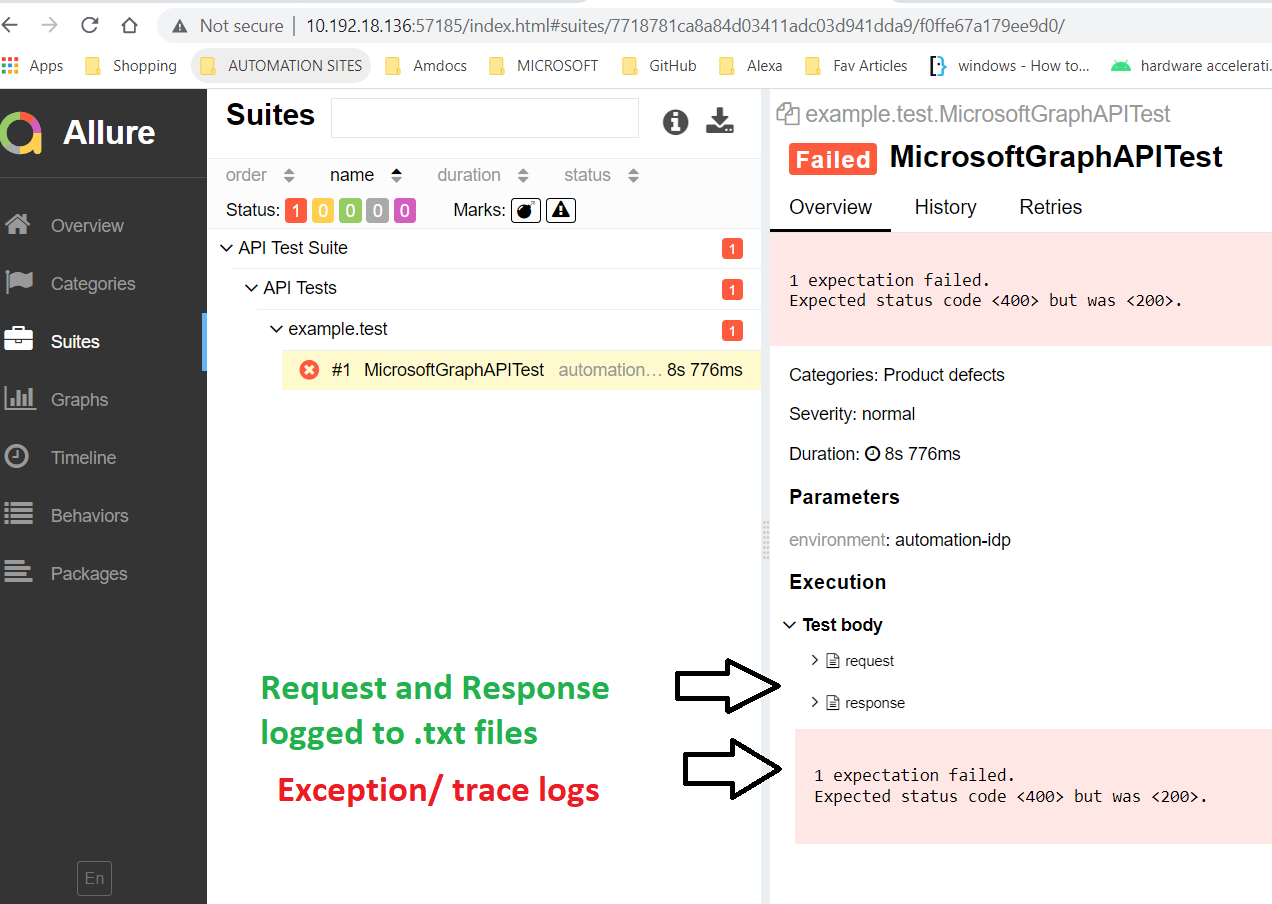 Not secure | 10.192.18.136:57185/index.html#suites/7718781ca8a84d03411adc03d941dda9/f0ffe67a179ee9d0/
Apps Shopping AUTOMATION SITES Amdocs MICROSOFT GitHub Alexa Fav Articles windows - How to... hardware accelerati.
Allure
Overview
Categories
Suites
Graphs
Timeline
Behaviors
Packages
En
Suites
order name duration status
Status: 1 0 0 0 0 Marks:
API Test Suite 1
API Tests 1
example.test 1
#1 MicrosoftGraphAPITest automation... 8s 776ms
Request and Response
logged to .txt files
Exception/ trace logs
example.test.MicrosoftGraphAPITest
Failed MicrosoftGraphAPITest
Overview History Retries
1 expectation failed.
Expected status code <400> but was <200>.
Categories: Product defects
Severity: normal
Duration: 8s 776ms
Parameters
environment: automation-idp
Execution
Test body
request
response
1 expectation failed.
Expected status code <400> but was <200>.